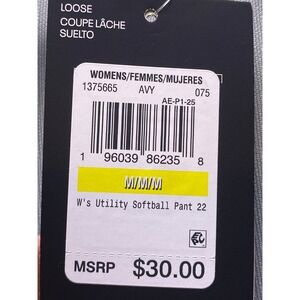 LOOSE
COUPE LÂCHE
SUELTO
WOMENS/FEMMES/MUJERES
1375665 AVY 075
AE-P1-25
1 96039 86235 8
M/M/M
W's Utility Softball Pant 22
MSRP $30.00